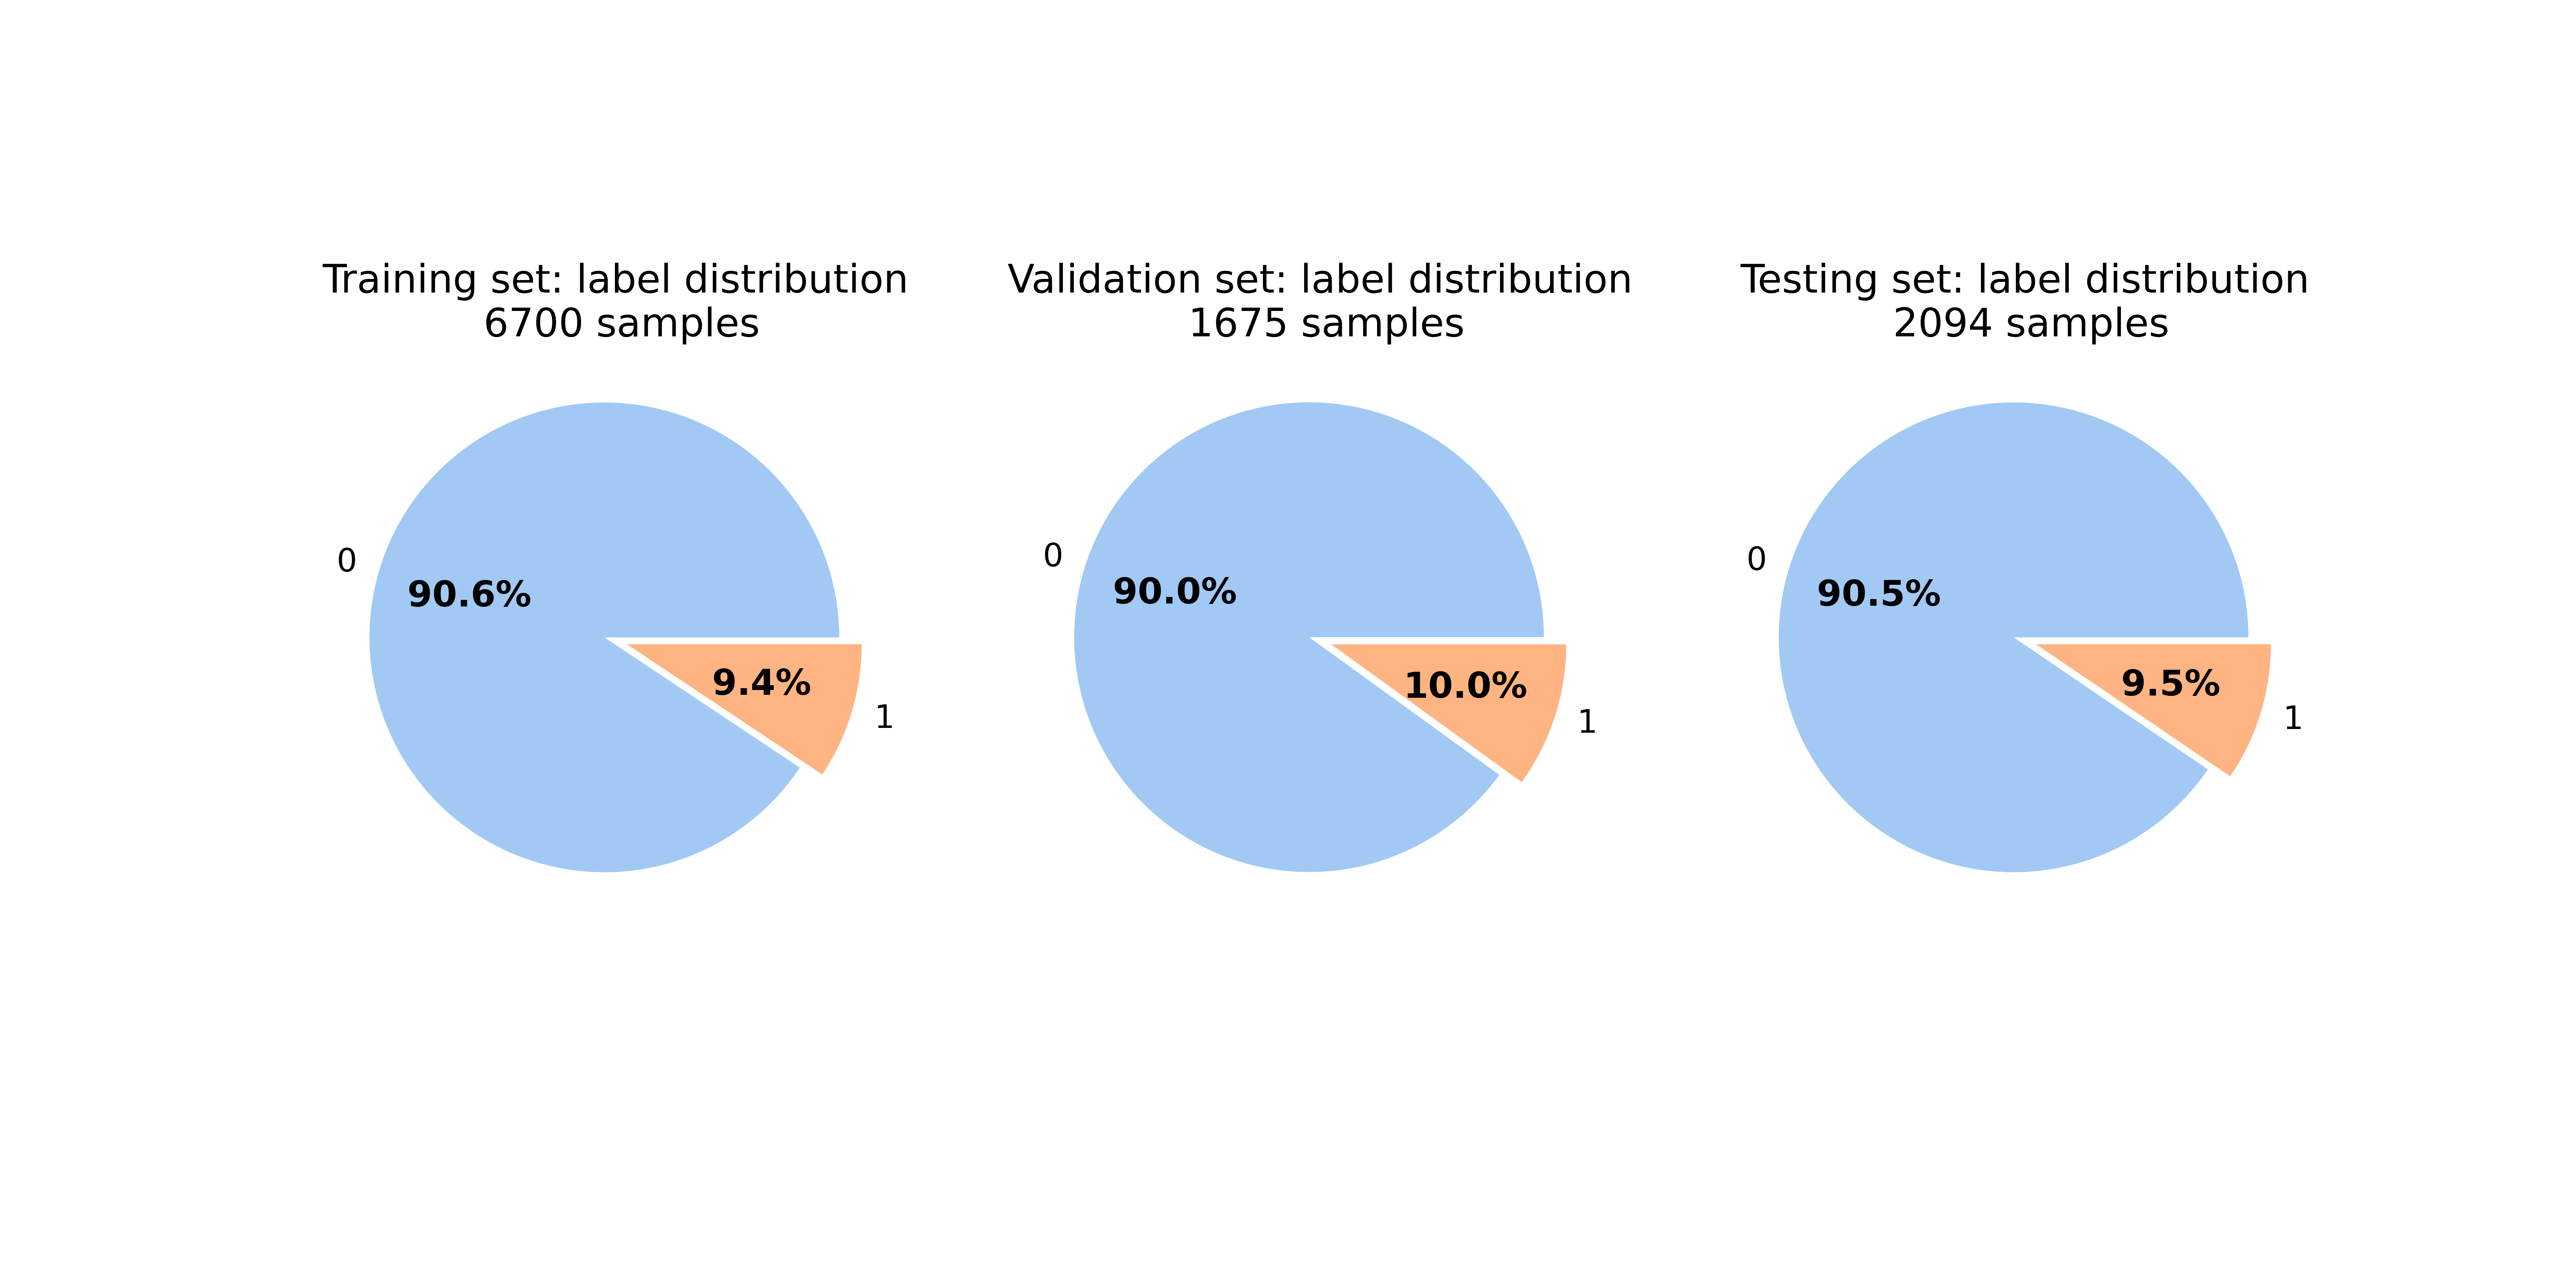 Training set: label distribution
6700 samples
0
90.6%
9.4%
1
Validation set: label distribution
1675 samples
0
90.0%
10.0%
1
Testing set: label distribution
2094 samples
0
90.5%
9.5%
1